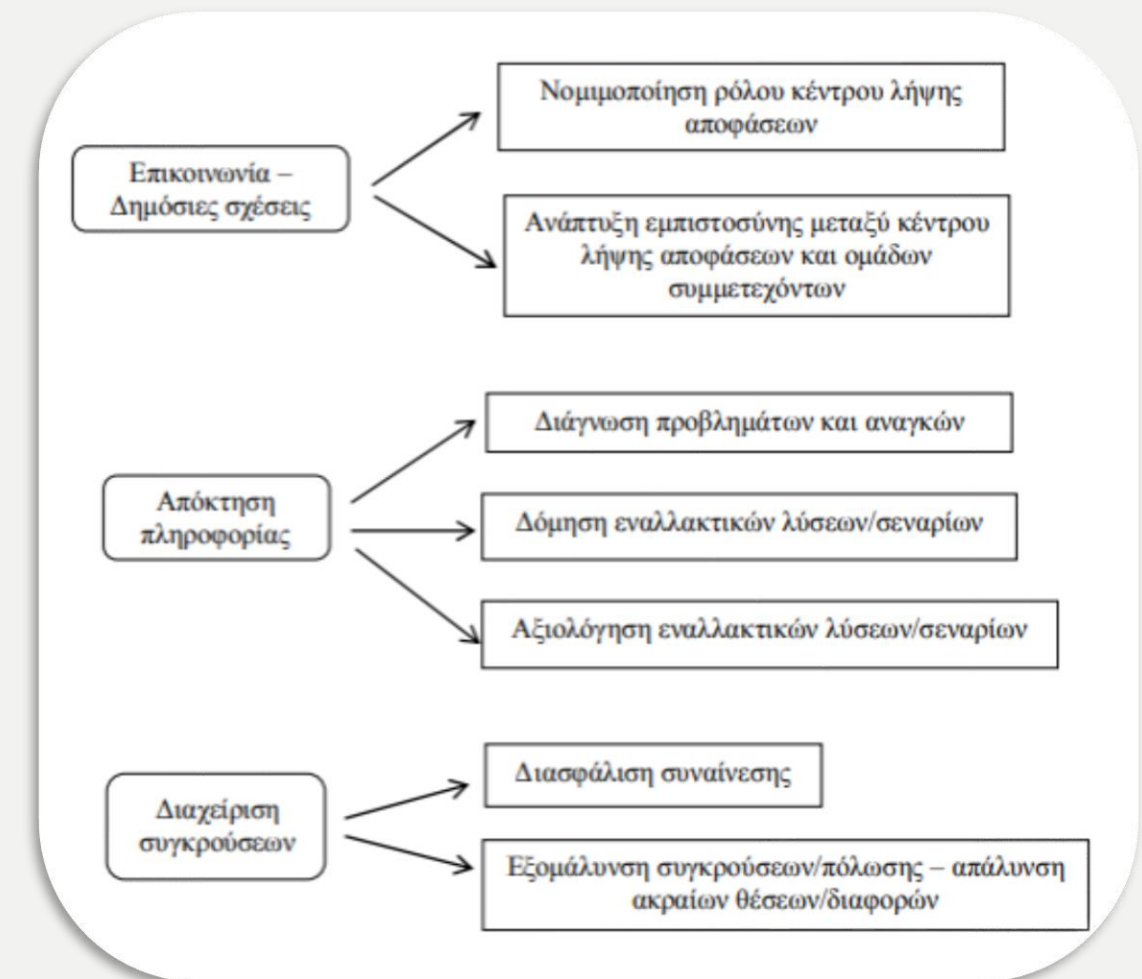 Επικοινωνία –
Δημόσιες σχέσεις
Νομιμοποίηση ρόλου κέντρου λήψης
αποφάσεων
Ανάπτυξη εμπιστοσύνης μεταξύ κέντρου
λήψης αποφάσεων και ομάδων
συμμετεχόντων
Απόκτηση
πληροφορίας
Διάγνωση προβλημάτων και αναγκών
Δόμηση εναλλακτικών λύσεων/σεναρίων
Αξιολόγηση εναλλακτικών λύσεων/σεναρίων
Διαχείριση
συγκρούσεων
Διασφάλιση συναίνεσης
Εξομάλυνση συγκρούσεων/πόλωσης – απάλυνση
ακραίων θέσεων/διαφορών